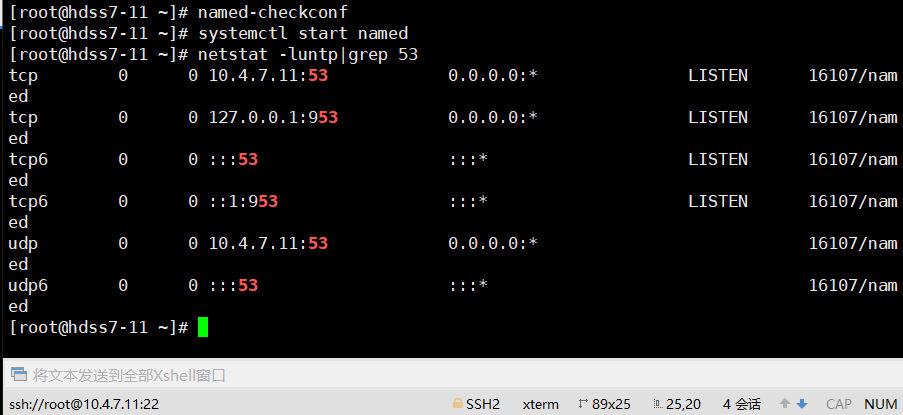 [root@hdss7-11 ~]# named-checkconf
[root@hdss7-11 ~]# systemctl start named
[root@hdss7-11 ~]# netstat -luntp|grep 53
tcp        0      0 10.4.7.11:53            0.0.0.0:*               LISTEN      16107/nam
ed
tcp        0      0 127.0.0.1:953           0.0.0.0:*               LISTEN      16107/nam
ed
tcp6       0      0 :::53                   :::*                    LISTEN      16107/nam
ed
tcp6       0      0 ::1:953                 :::*                    LISTEN      16107/nam
ed
udp        0      0 10.4.7.11:53            0.0.0.0:*                           16107/nam
ed
udp6       0      0 :::53                   :::*                                16107/nam
ed
[root@hdss7-11 ~]#
将文本发送到全部Xshell窗口
ssh://root@10.4.7.11:22 SSH2 xterm 89x25 25,20 4 会话 CAP NUM